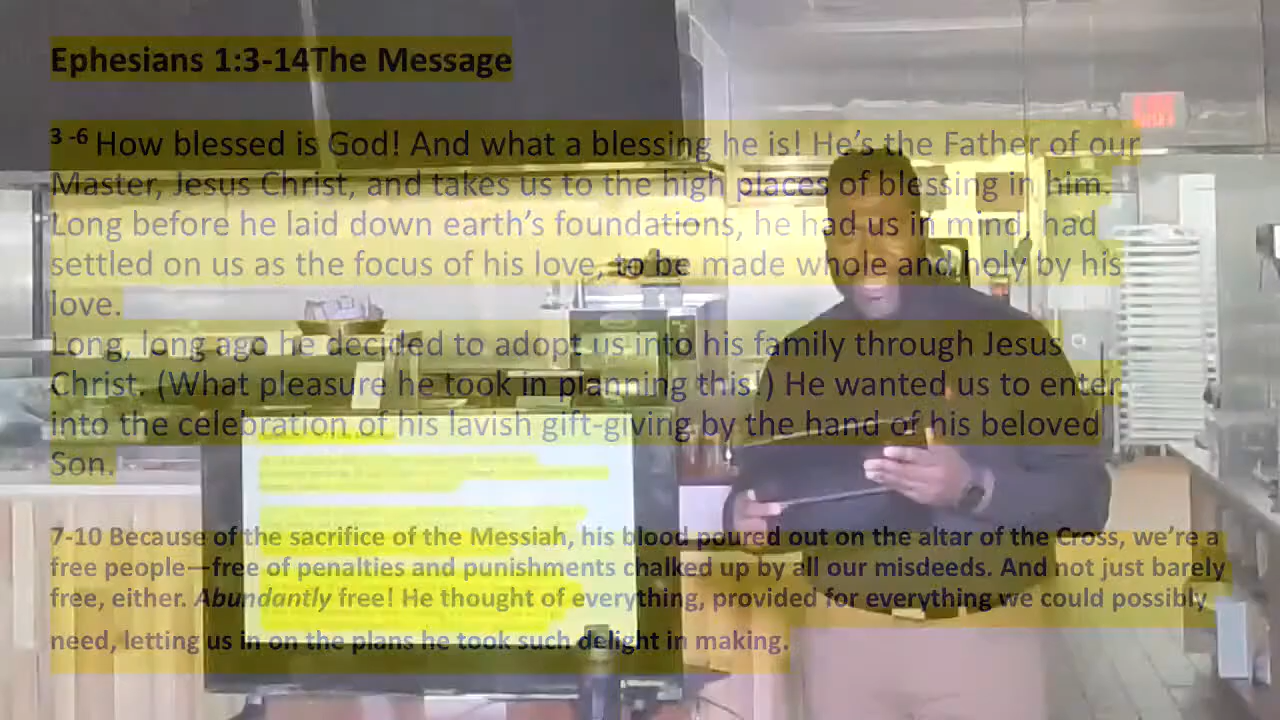 Ephesians 1:3-14The Message
3 -6 How blessed is God! And what a blessing he is! He’s the Father of our
Master, Jesus Christ, and takes us to the high places of blessing in him.
Long before he laid down earth’s foundations, he had us in mind, had
settled on us as the focus of his love, to be made whole and holy by his
love.
Long, long ago he decided to adopt us into his family through Jesus
Christ. (What pleasure he took in planning this!) He wanted us to enter
into the celebration of his lavish gift-giving by the hand of his beloved
Son.
7-10 Because of the sacrifice of the Messiah, his blood poured out on the altar of the Cross, we’re a
free people—free of penalties and punishments chalked up by all our misdeeds. And not just barely
free, either. Abundantly free! He thought of everything, provided for everything we could possibly
need, letting us in on the plans he took such delight in making.